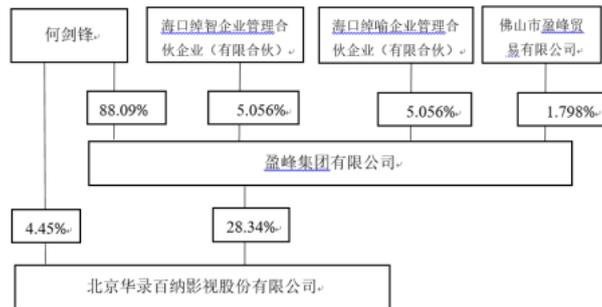 何剑锋
海口绰智企业管理合
伙企业（有限合伙）
海口绰喻企业管理合
伙企业（有限合伙）
佛山市盈峰贸
易有限公司
88.09%
5.056%
5.056%
1.798%
盈峰集团有限公司
4.45%
28.34%
北京华录百纳影视股份有限公司